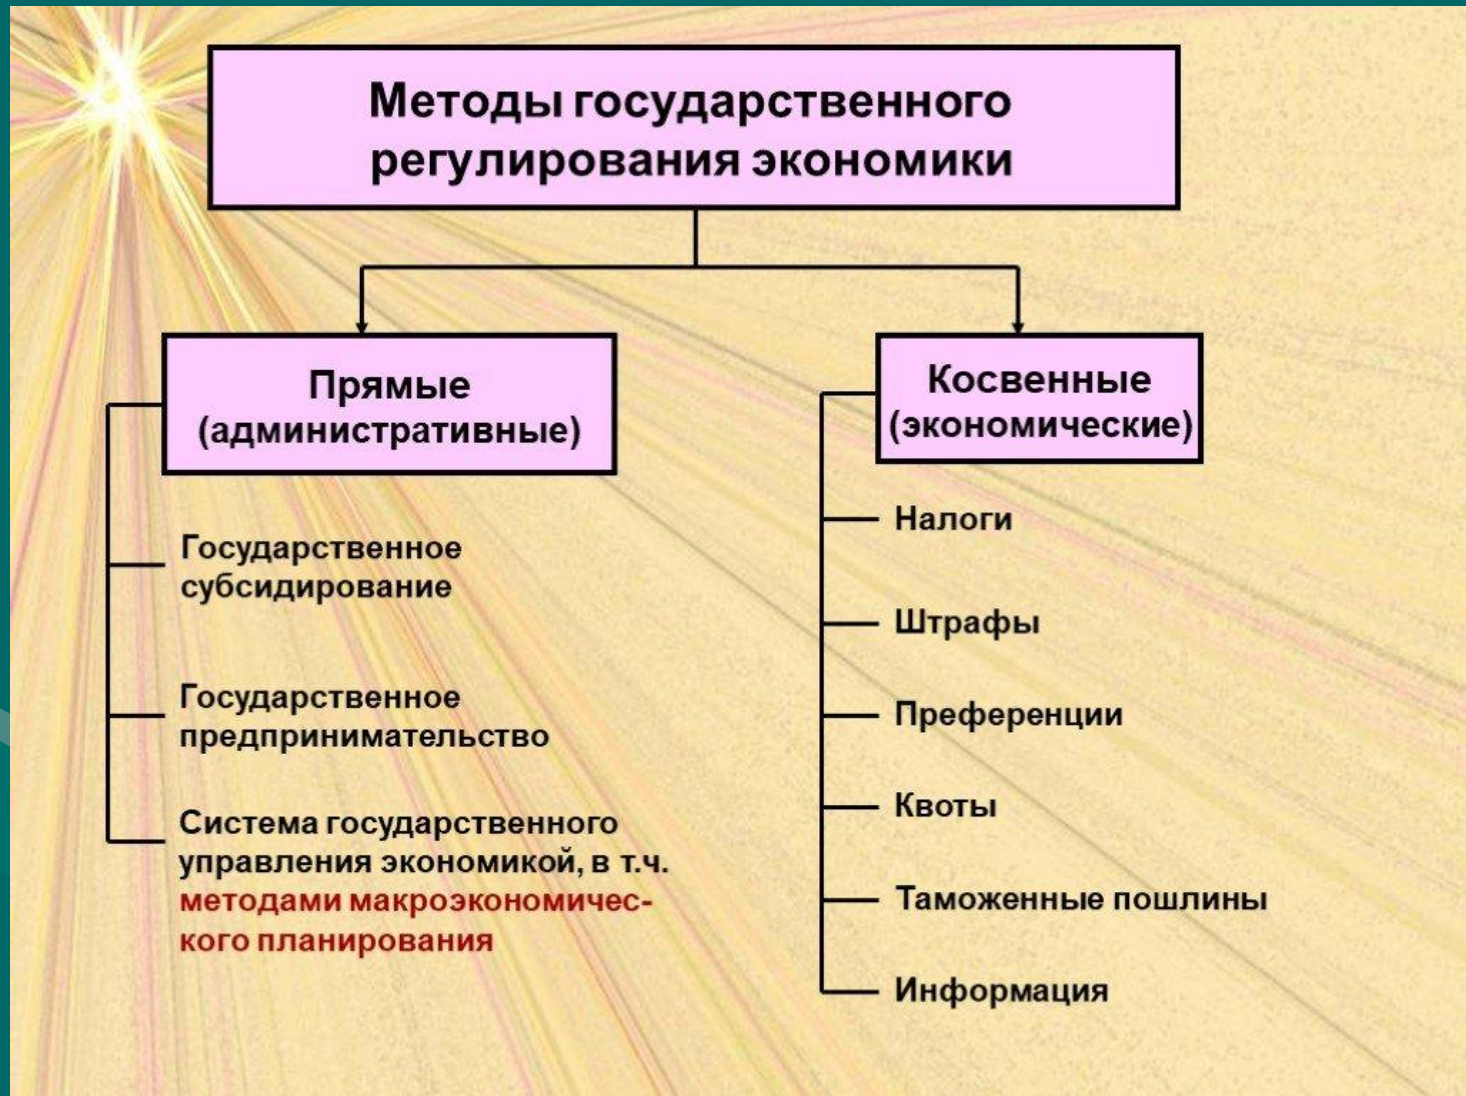 Методы государственного
регулирования экономики
Прямые
(административные)
Государственное
субсидирование
Государственное
предпринимательство
Система государственного
управления экономикой, в т.ч.
методами макроэкономичес-
кого планирования
Косвенные
(экономические)
Налоги
Штрафы
Преференции
Квоты
Таможенные пошлины
Информация